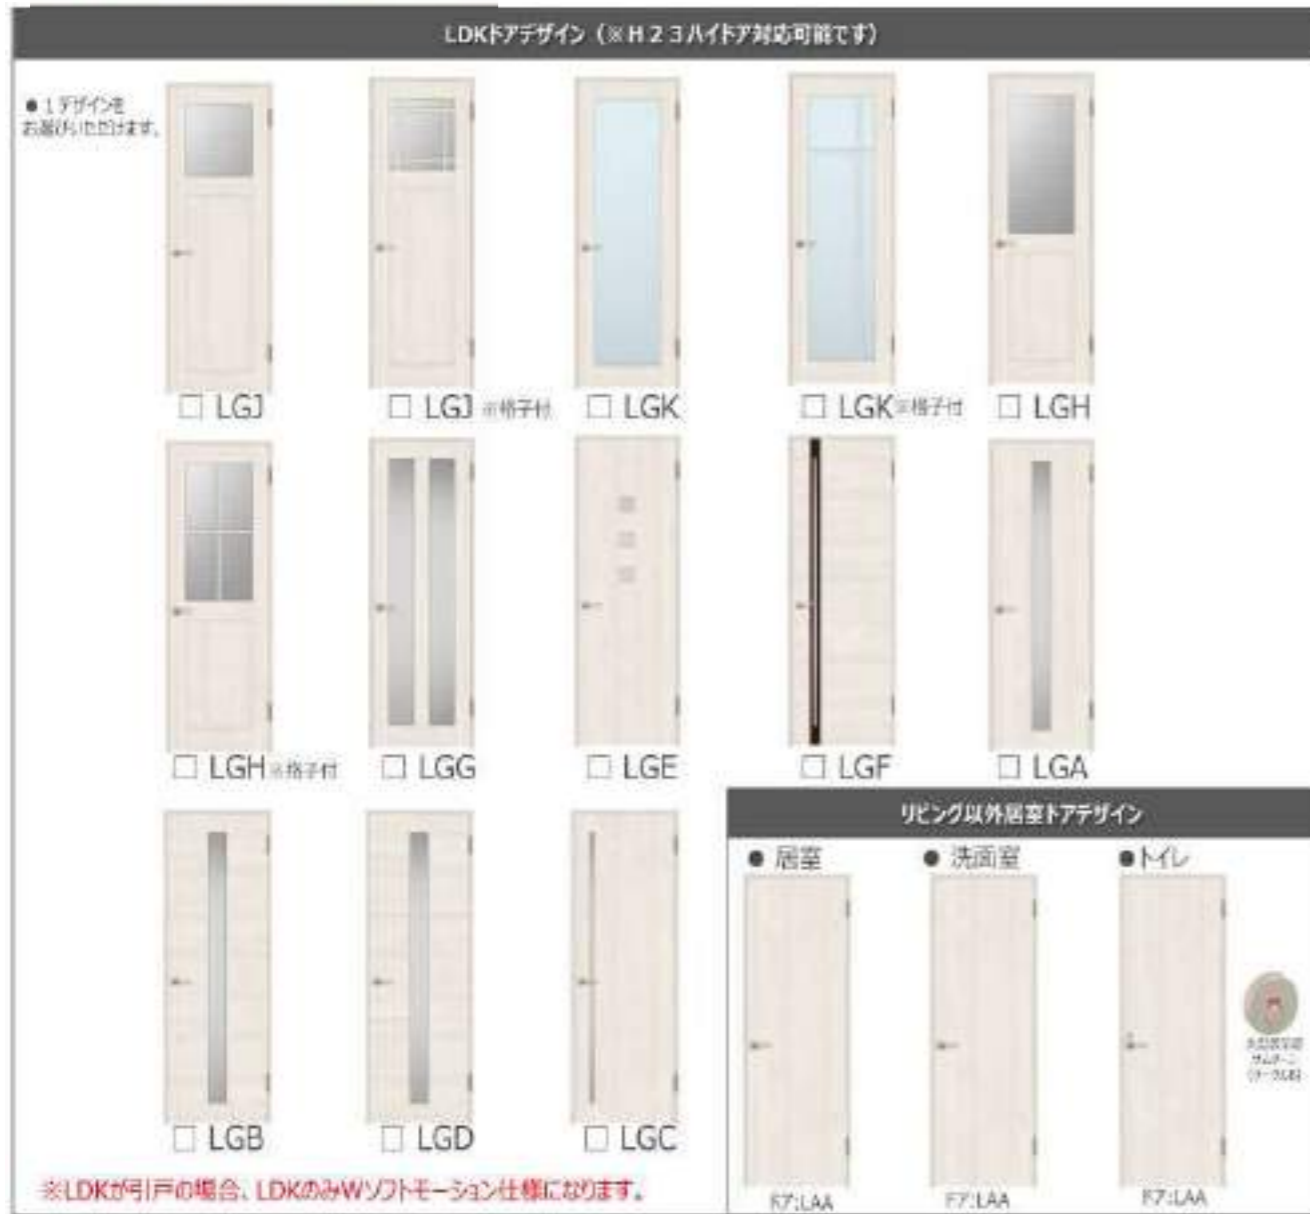 LDKドアデザイン（※H23ハイドア対応可能です）
● 1デザインを
お選びいただけます。
□ LGJ
□ LGJ ※格子付
□ LGK
□ LGK ※格子付
□ LGH
□ LGH ※格子付
□ LGG
□ LGE
□ LGF
□ LGA
□ LGB
□ LGD
□ LGC
※LDKが引戸の場合、LDKのみWソフトモーション仕様になります。
リビング以外居室ドアデザイン
● 居室
● 洗面室
● トイレ
ドア:LAA
ドア:LAA
ドア:LAA